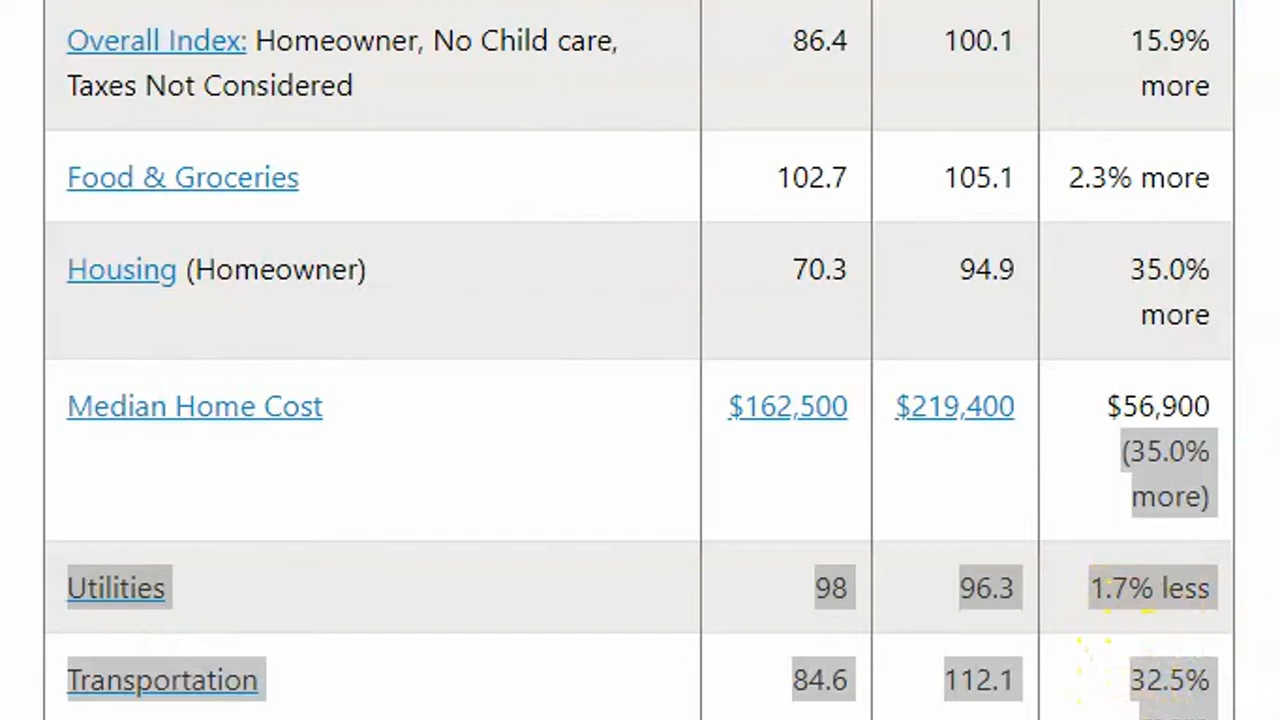 Overall Index: Homeowner, No Child care, 86.4 100.1 15.9%
Taxes Not Considered more
Food & Groceries 102.7 105.1 2.3% more
Housing (Homeowner) 70.3 94.9 35.0%
more
Median Home Cost $162,500 $219,400 $56,900
(35.0%
more)
Utilities 98 96.3 1.7% less
Transportation 84.6 112.1 32.5%